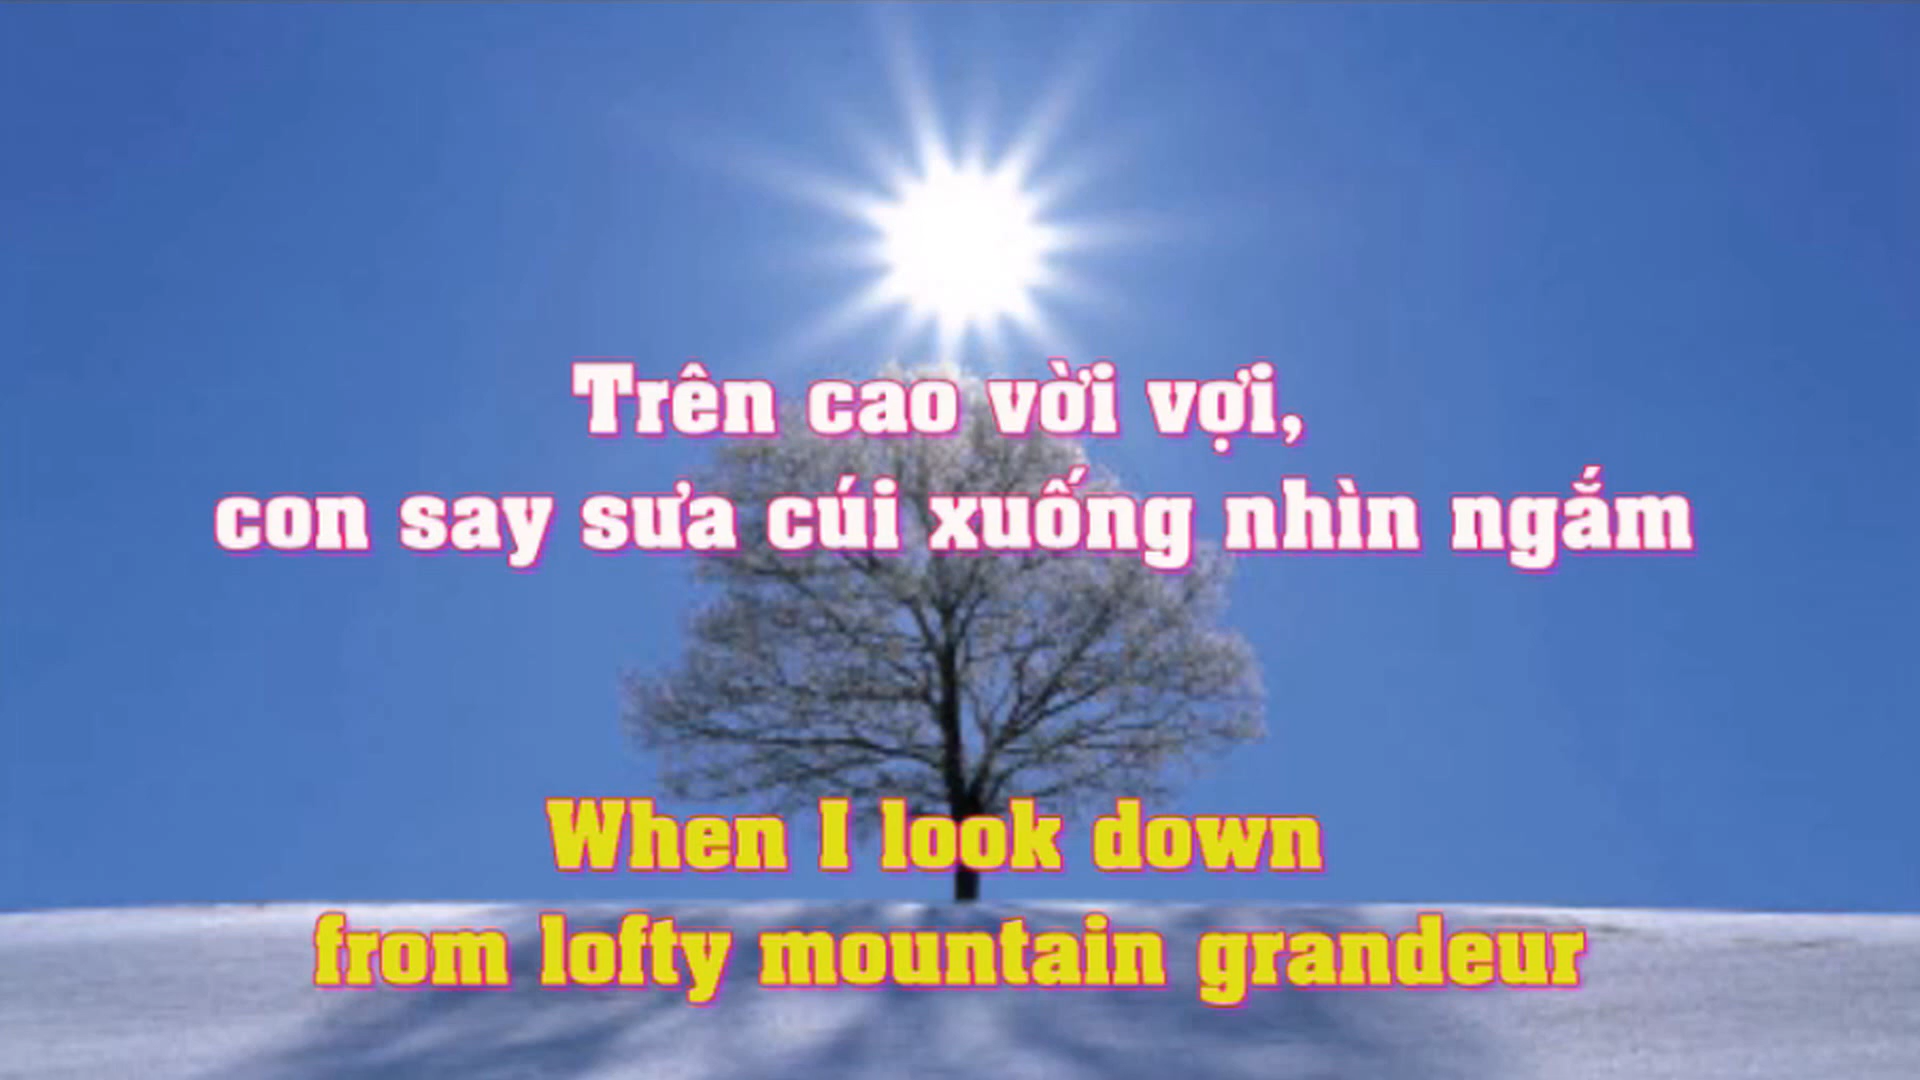 Trên cao vời vợi,
con say sưa cúi xuống nhìn ngắm
When I look down
from lofty mountain grandeur